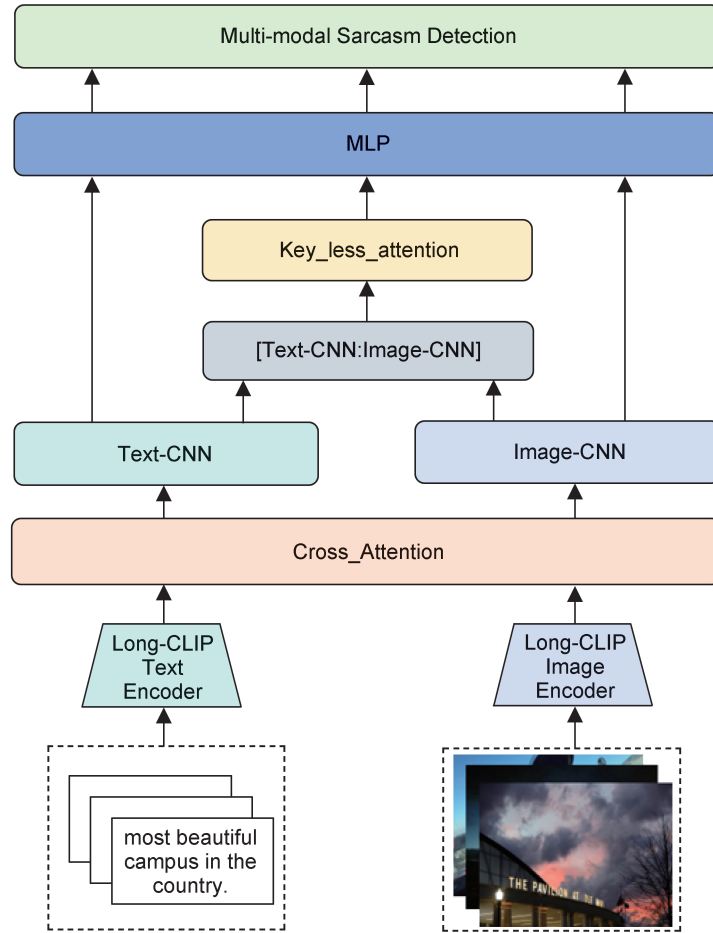 Multi-modal Sarcasm Detection
MLP
Key_less_attention
[Text-CNN:Image-CNN]
Text-CNN
Image-CNN
Cross_Attention
Long-CLIP
Text
Encoder
Long-CLIP
Image
Encoder
most beautiful
campus in the
country.
THE PAVILION AT